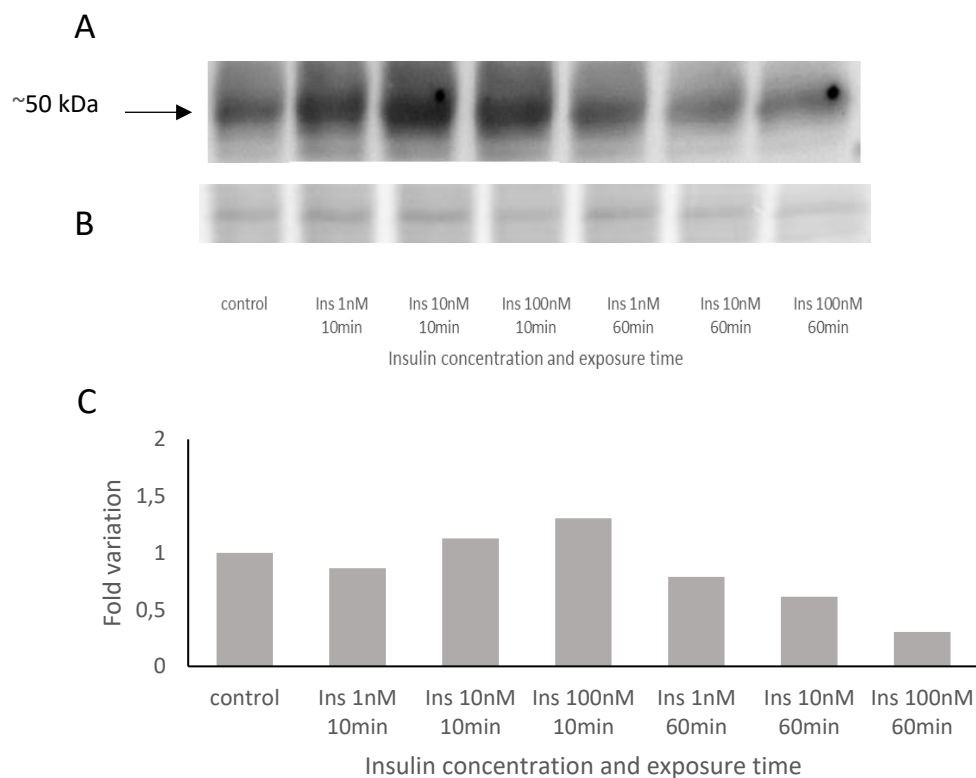 A
~50 kDa
B
control Ins 1nM Ins 10nM Ins 100nM Ins 1nM Ins 10nM Ins 100nM
10min 10min 10min 60min 60min 60min
Insulin concentration and exposure time
C
2
1,5
1
0,5
0
Fold variation
control Ins 1nM Ins 10nM Ins 100nM Ins 1nM Ins 10nM Ins 100nM
10min 10min 10min 60min 60min 60min
Insulin concentration and exposure time